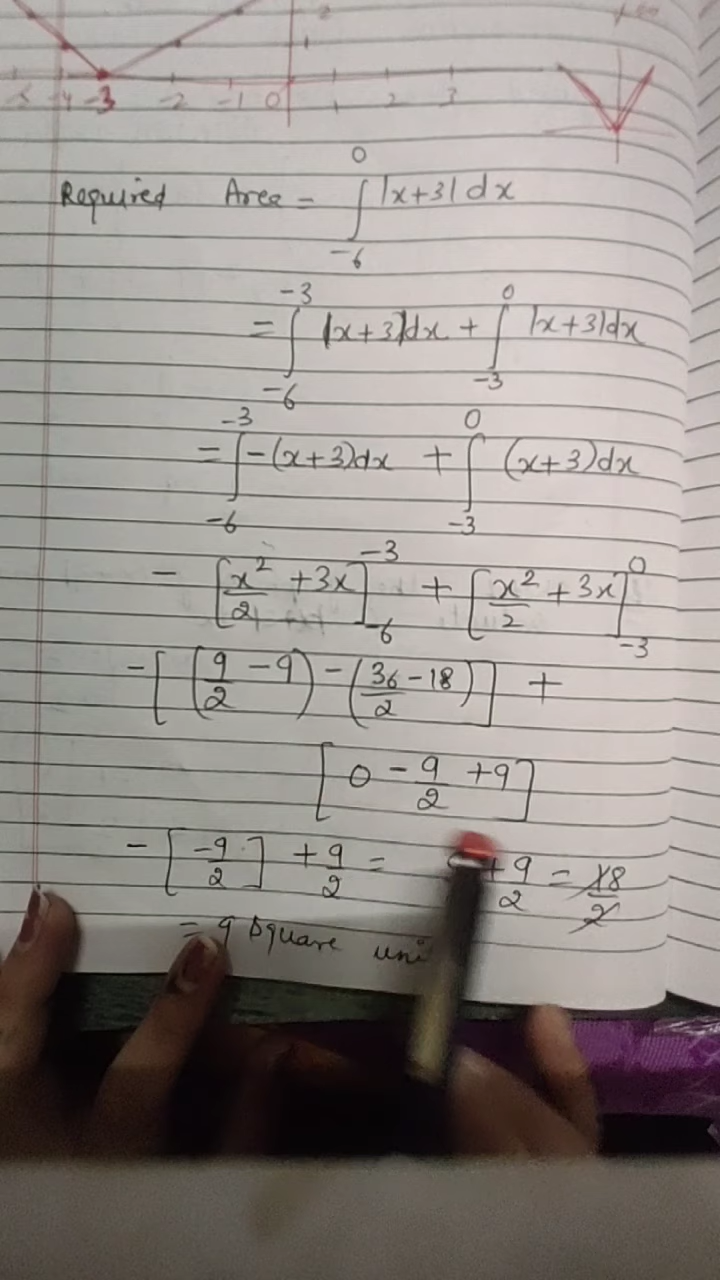 2
1
-4 -3 -2 -1 0 1 2 3
Required Area = ∫_{-6}^{0} |x+3| dx
= ∫_{-6}^{-3} |x+3| dx + ∫_{-3}^{0} |x+3| dx
= ∫_{-6}^{-3} -(x+3) dx + ∫_{-3}^{0} (x+3) dx
- [x²/2 + 3x]_{-6}^{-3} + [x²/2 + 3x]_{-3}^{0}
- [(9/2 - 9) - (36/2 - 18)] +
[0 - 9/2 + 9]
- [-9/2] + 9/2 = +9/2 = 18/2
= 9 square